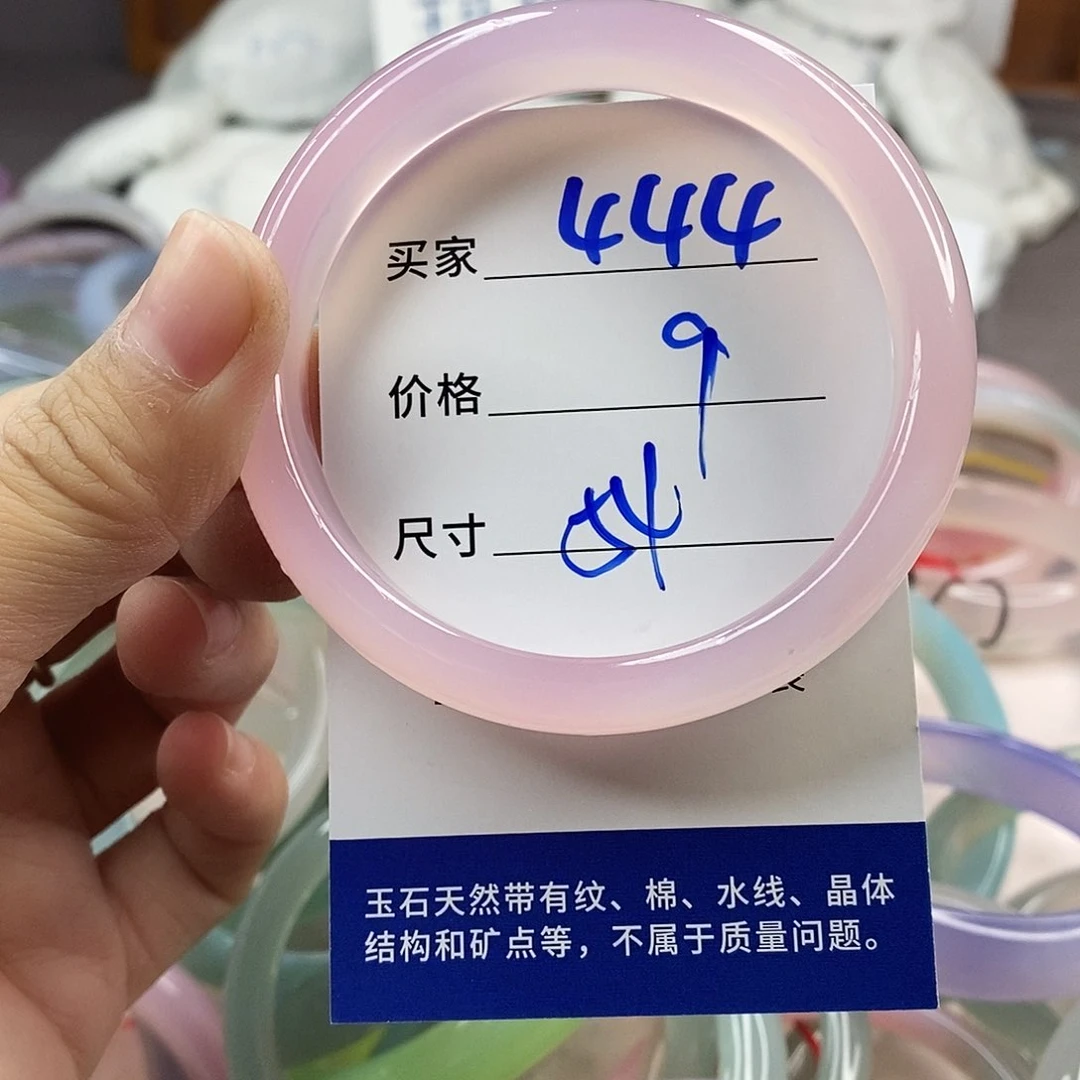 买家 444
价格 9
尺寸 54
玉石天然带有纹、棉、水线、晶体
结构和矿点等，不属于质量问题。